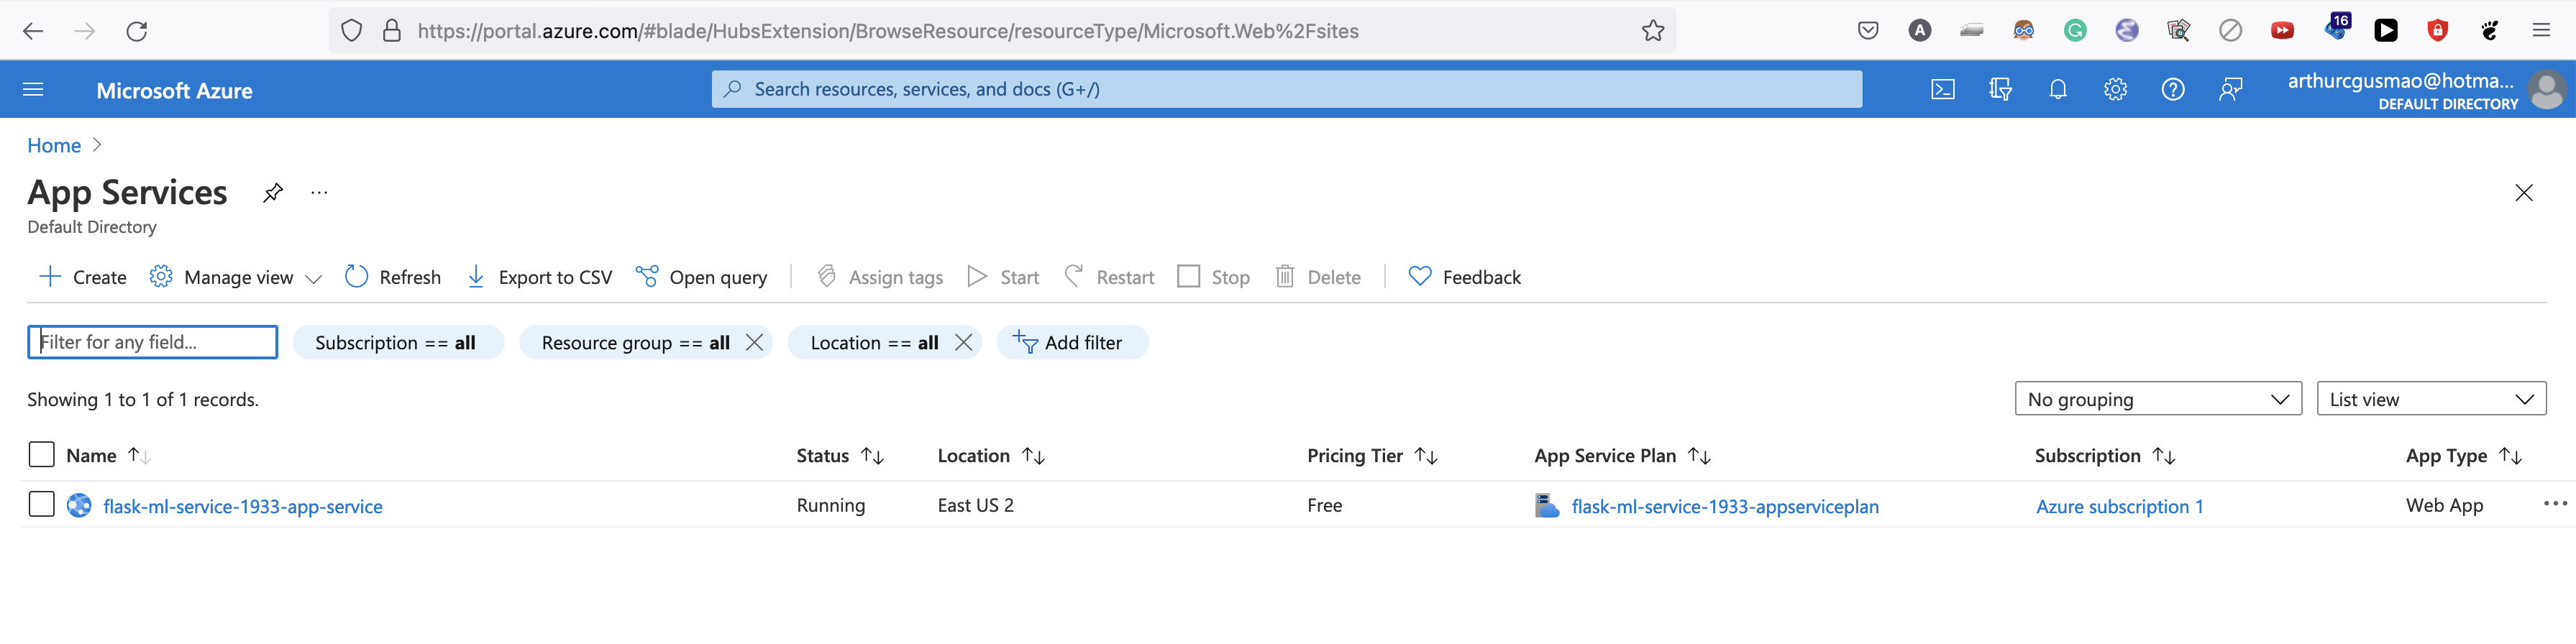 https://portal.azure.com/#blade/HubsExtension/BrowseResource/resourceType/Microsoft.Web%2Fsites
A
G
16
Microsoft Azure
Search resources, services, and docs (G+/)
arthurcgusmao@hotma...
DEFAULT DIRECTORY
Home
App Services
...
Default Directory
Create Manage view Refresh Export to CSV Open query Assign tags Start Restart Stop Delete Feedback
Filter for any field... Subscription == all Resource group == all Location == all Add filter
Showing 1 to 1 of 1 records. No grouping List view
Name Status Location Pricing Tier App Service Plan Subscription App Type
flask-ml-service-1933-app-service Running East US 2 Free flask-ml-service-1933-appserviceplan Azure subscription 1 Web App ...